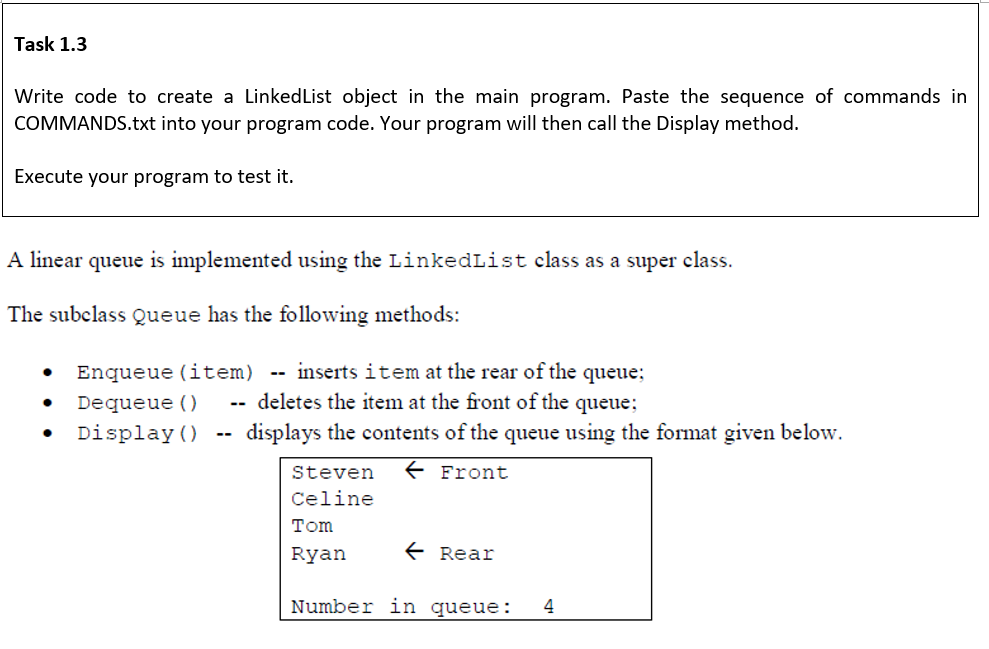 Task 1.3
Write code to create a LinkedList object in the main program. Paste the sequence of commands in
COMMANDS.txt into your program code. Your program will then call the Display method.
Execute your program to test it.
A linear queue is implemented using the LinkedList class as a super class.
The subclass Queue has the following methods:
• Enqueue(item) -- inserts item at the rear of the queue;
• Dequeue() -- deletes the item at the front of the queue;
• Display() -- displays the contents of the queue using the format given below.
Steven ← Front
Celine
Tom
Ryan ← Rear
Number in queue: 4